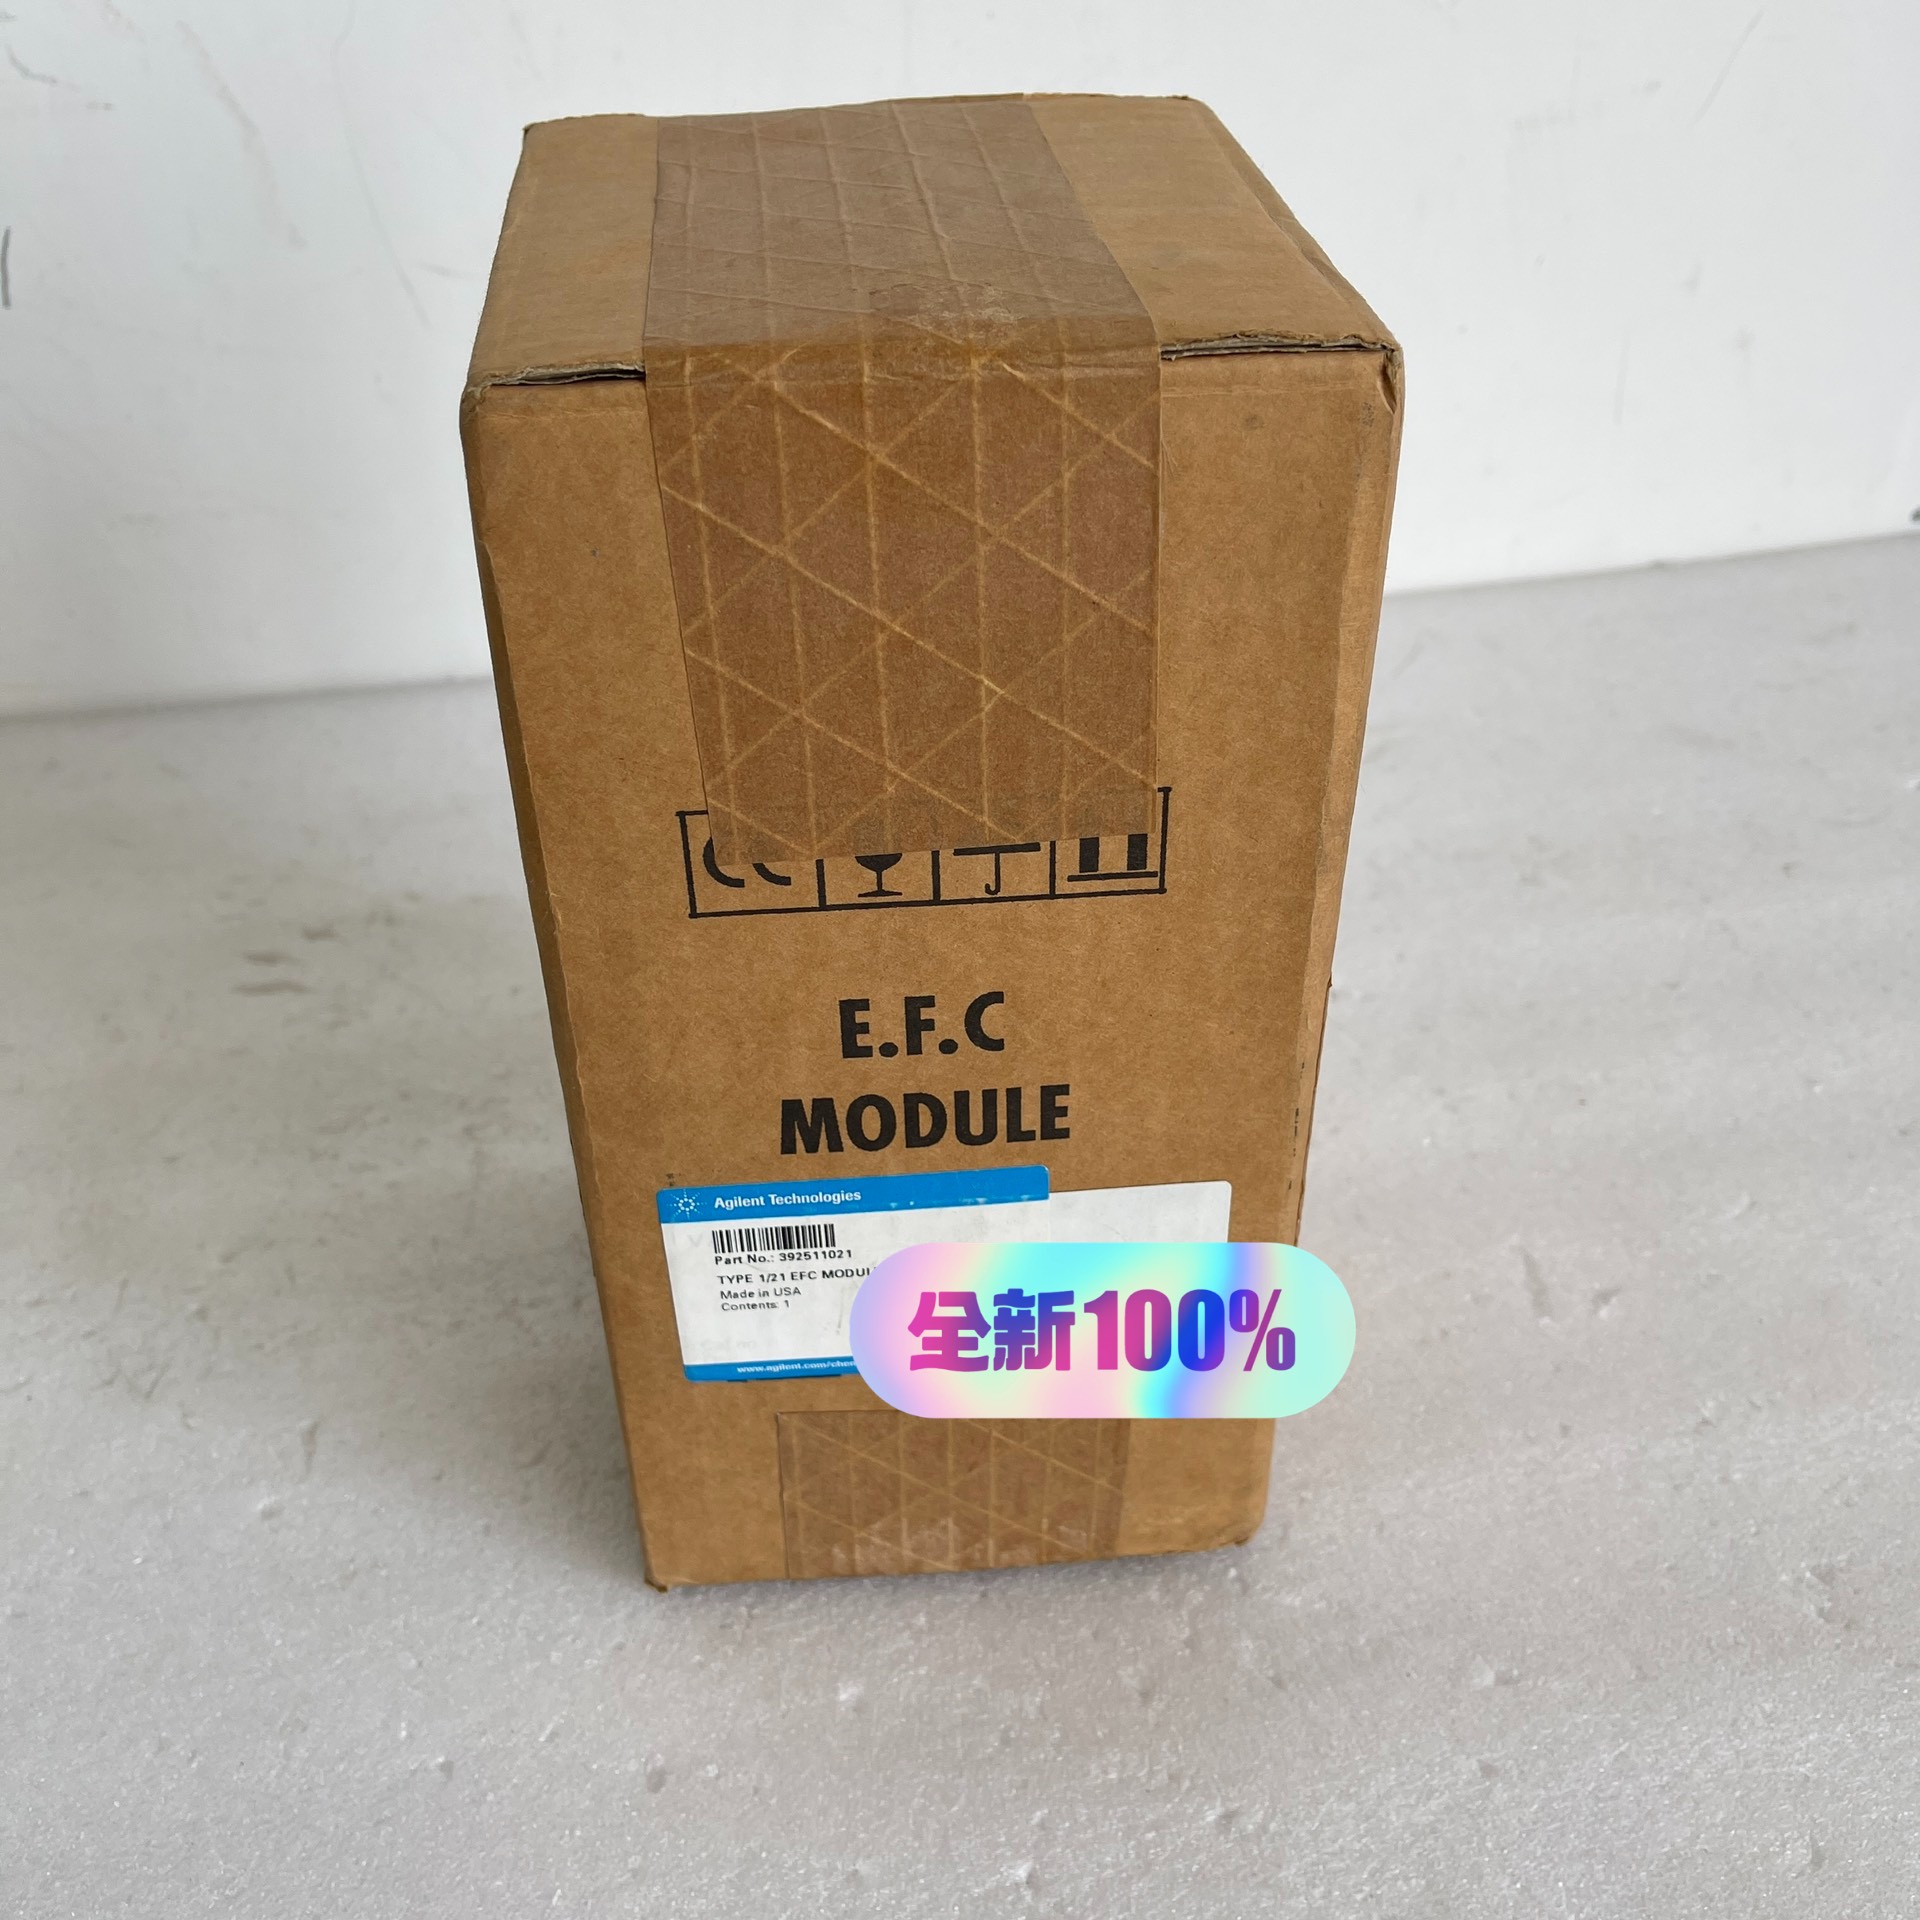 E.F.C
MODULE
Agilent Technologies
Part No.: 392511021
TYPE 1/21 EFC
Made in USA
Contents: 1
全新100%